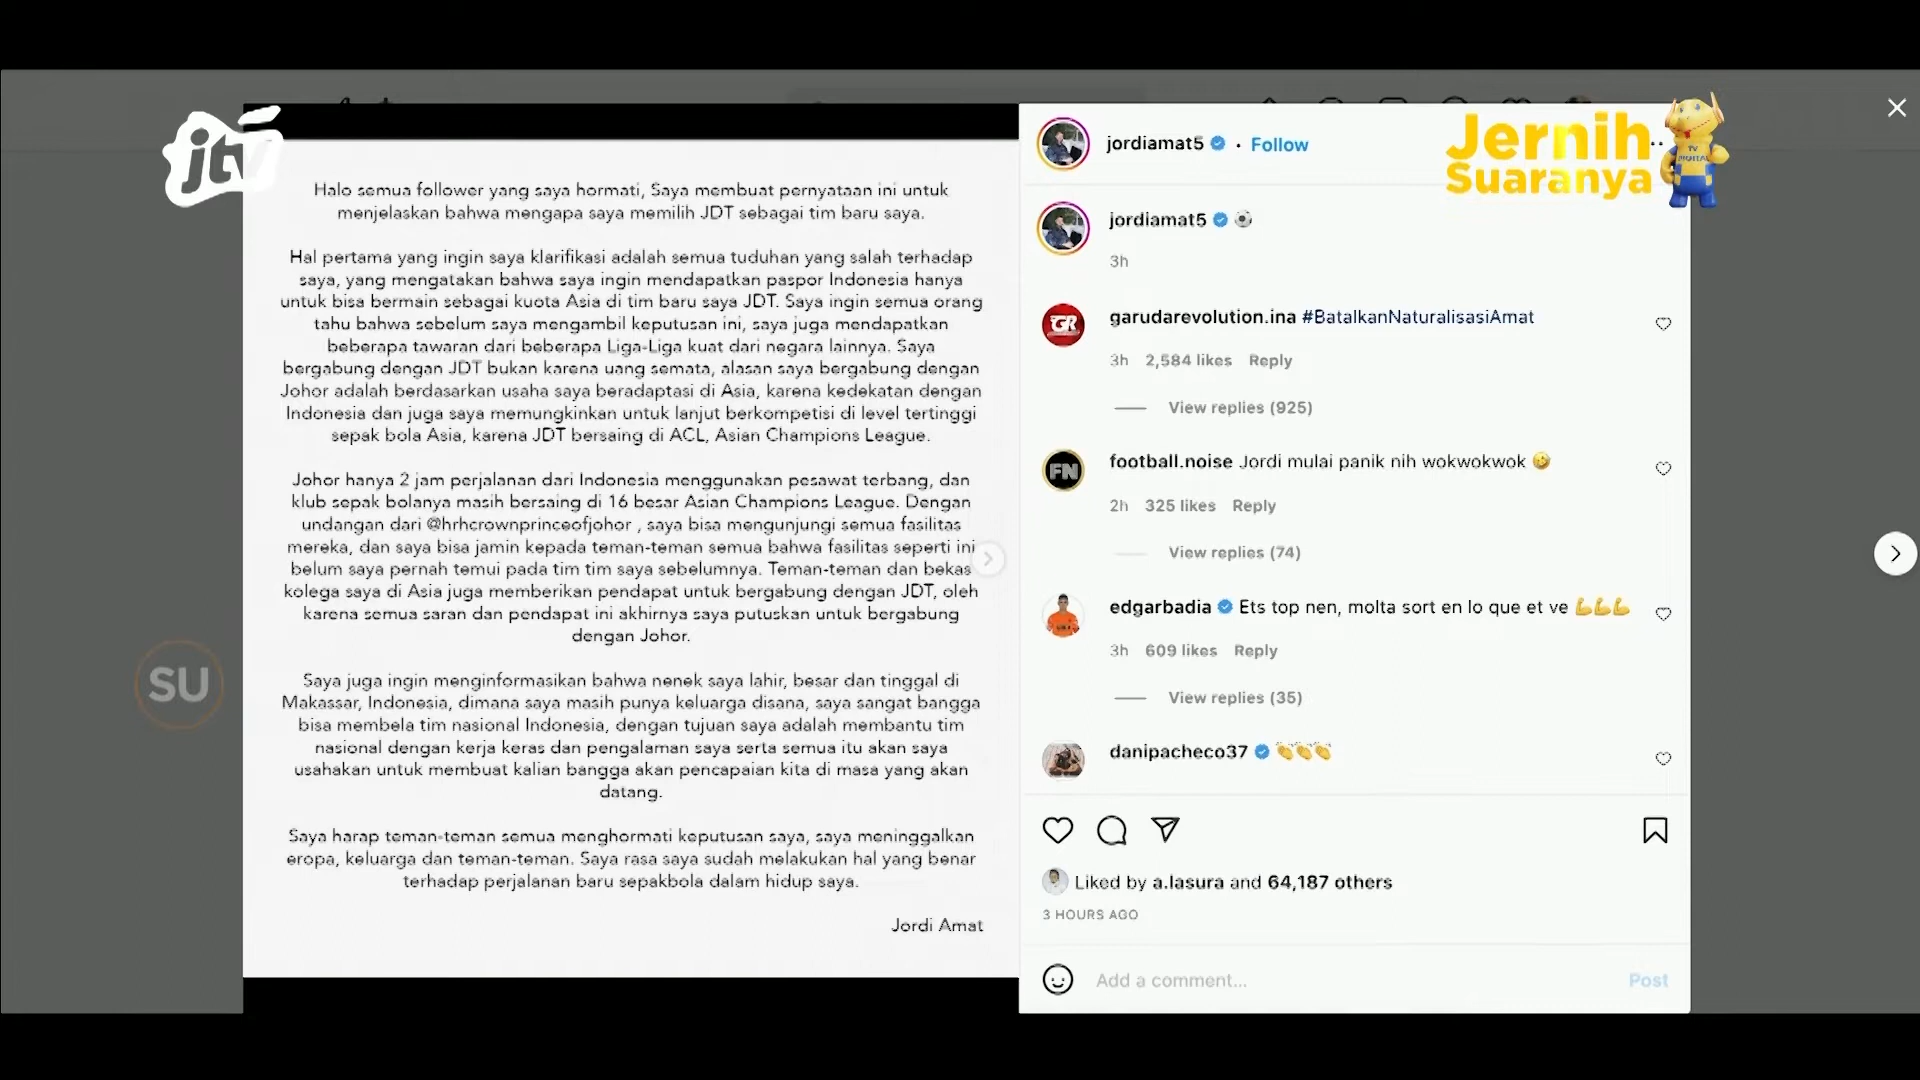 jtv
Jernih
Suaranya
TV
DIGITAL
SU
Halo semua follower yang saya hormati, Saya membuat pernyataan ini untuk
menjelaskan bahwa mengapa saya memilih JDT sebagai tim baru saya.
Hal pertama yang ingin saya klarifikasi adalah semua tuduhan yang salah terhadap
saya, yang mengatakan bahwa saya ingin mendapatkan paspor Indonesia hanya
untuk bisa bermain sebagai kuota Asia di tim baru saya JDT. Saya ingin semua orang
tahu bahwa sebelum saya mengambil keputusan ini, saya juga mendapatkan
beberapa tawaran dari beberapa Liga-Liga kuat dari negara lainnya. Saya
bergabung dengan JDT bukan karena uang semata, alasan saya bergabung dengan
Johor adalah berdasarkan usaha saya beradaptasi di Asia, karena kedekatan dengan
Indonesia dan juga saya memungkinkan untuk lanjut berkompetisi di level tertinggi
sepak bola Asia, karena JDT bersaing di ACL, Asian Champions League.
Johor hanya 2 jam perjalanan dari Indonesia menggunakan pesawat terbang, dan
klub sepak bolanya masih bersaing di 16 besar Asian Champions League. Dengan
undangan dari @hrhcrownprinceofjohor , saya bisa mengunjungi semua fasilitas
mereka, dan saya bisa jamin kepada teman-teman semua bahwa fasilitas seperti ini
belum saya pernah temui pada tim tim saya sebelumnya. Teman-teman dan bekas
kolega saya di Asia juga memberikan pendapat untuk bergabung dengan JDT, oleh
karena semua saran dan pendapat ini akhirnya saya putuskan untuk bergabung
dengan Johor.
Saya juga ingin menginformasikan bahwa nenek saya lahir, besar dan tinggal di
Makassar, Indonesia, dimana saya masih punya keluarga disana, saya sangat bangga
bisa membela tim nasional Indonesia, dengan tujuan saya adalah membantu tim
nasional dengan kerja keras dan pengalaman saya serta semua itu akan saya
usahakan untuk membuat kalian bangga akan pencapaian kita di masa yang akan
datang.
Saya harap teman-teman semua menghormati keputusan saya, saya meninggalkan
eropa, keluarga dan teman-teman. Saya rasa saya sudah melakukan hal yang benar
terhadap perjalanan baru sepakbola dalam hidup saya.
Jordi Amat
jordiamat5 • Follow
jordiamat5 ⚽
3h
GR
garudarevolution.ina #BatalkanNaturalisasiAmat
3h 2,584 likes Reply
View replies (925)
FN
football.noise Jordi mulai panik nih wokwokwok 🤣
2h 325 likes Reply
View replies (74)
edgarbadia Ets top nen, molta sort en lo que et ve 💪💪💪
3h 609 likes Reply
View replies (35)
danipacheco37 👏👏👏
Liked by a.lasura and 64,187 others
3 HOURS AGO
Add a comment...
Post